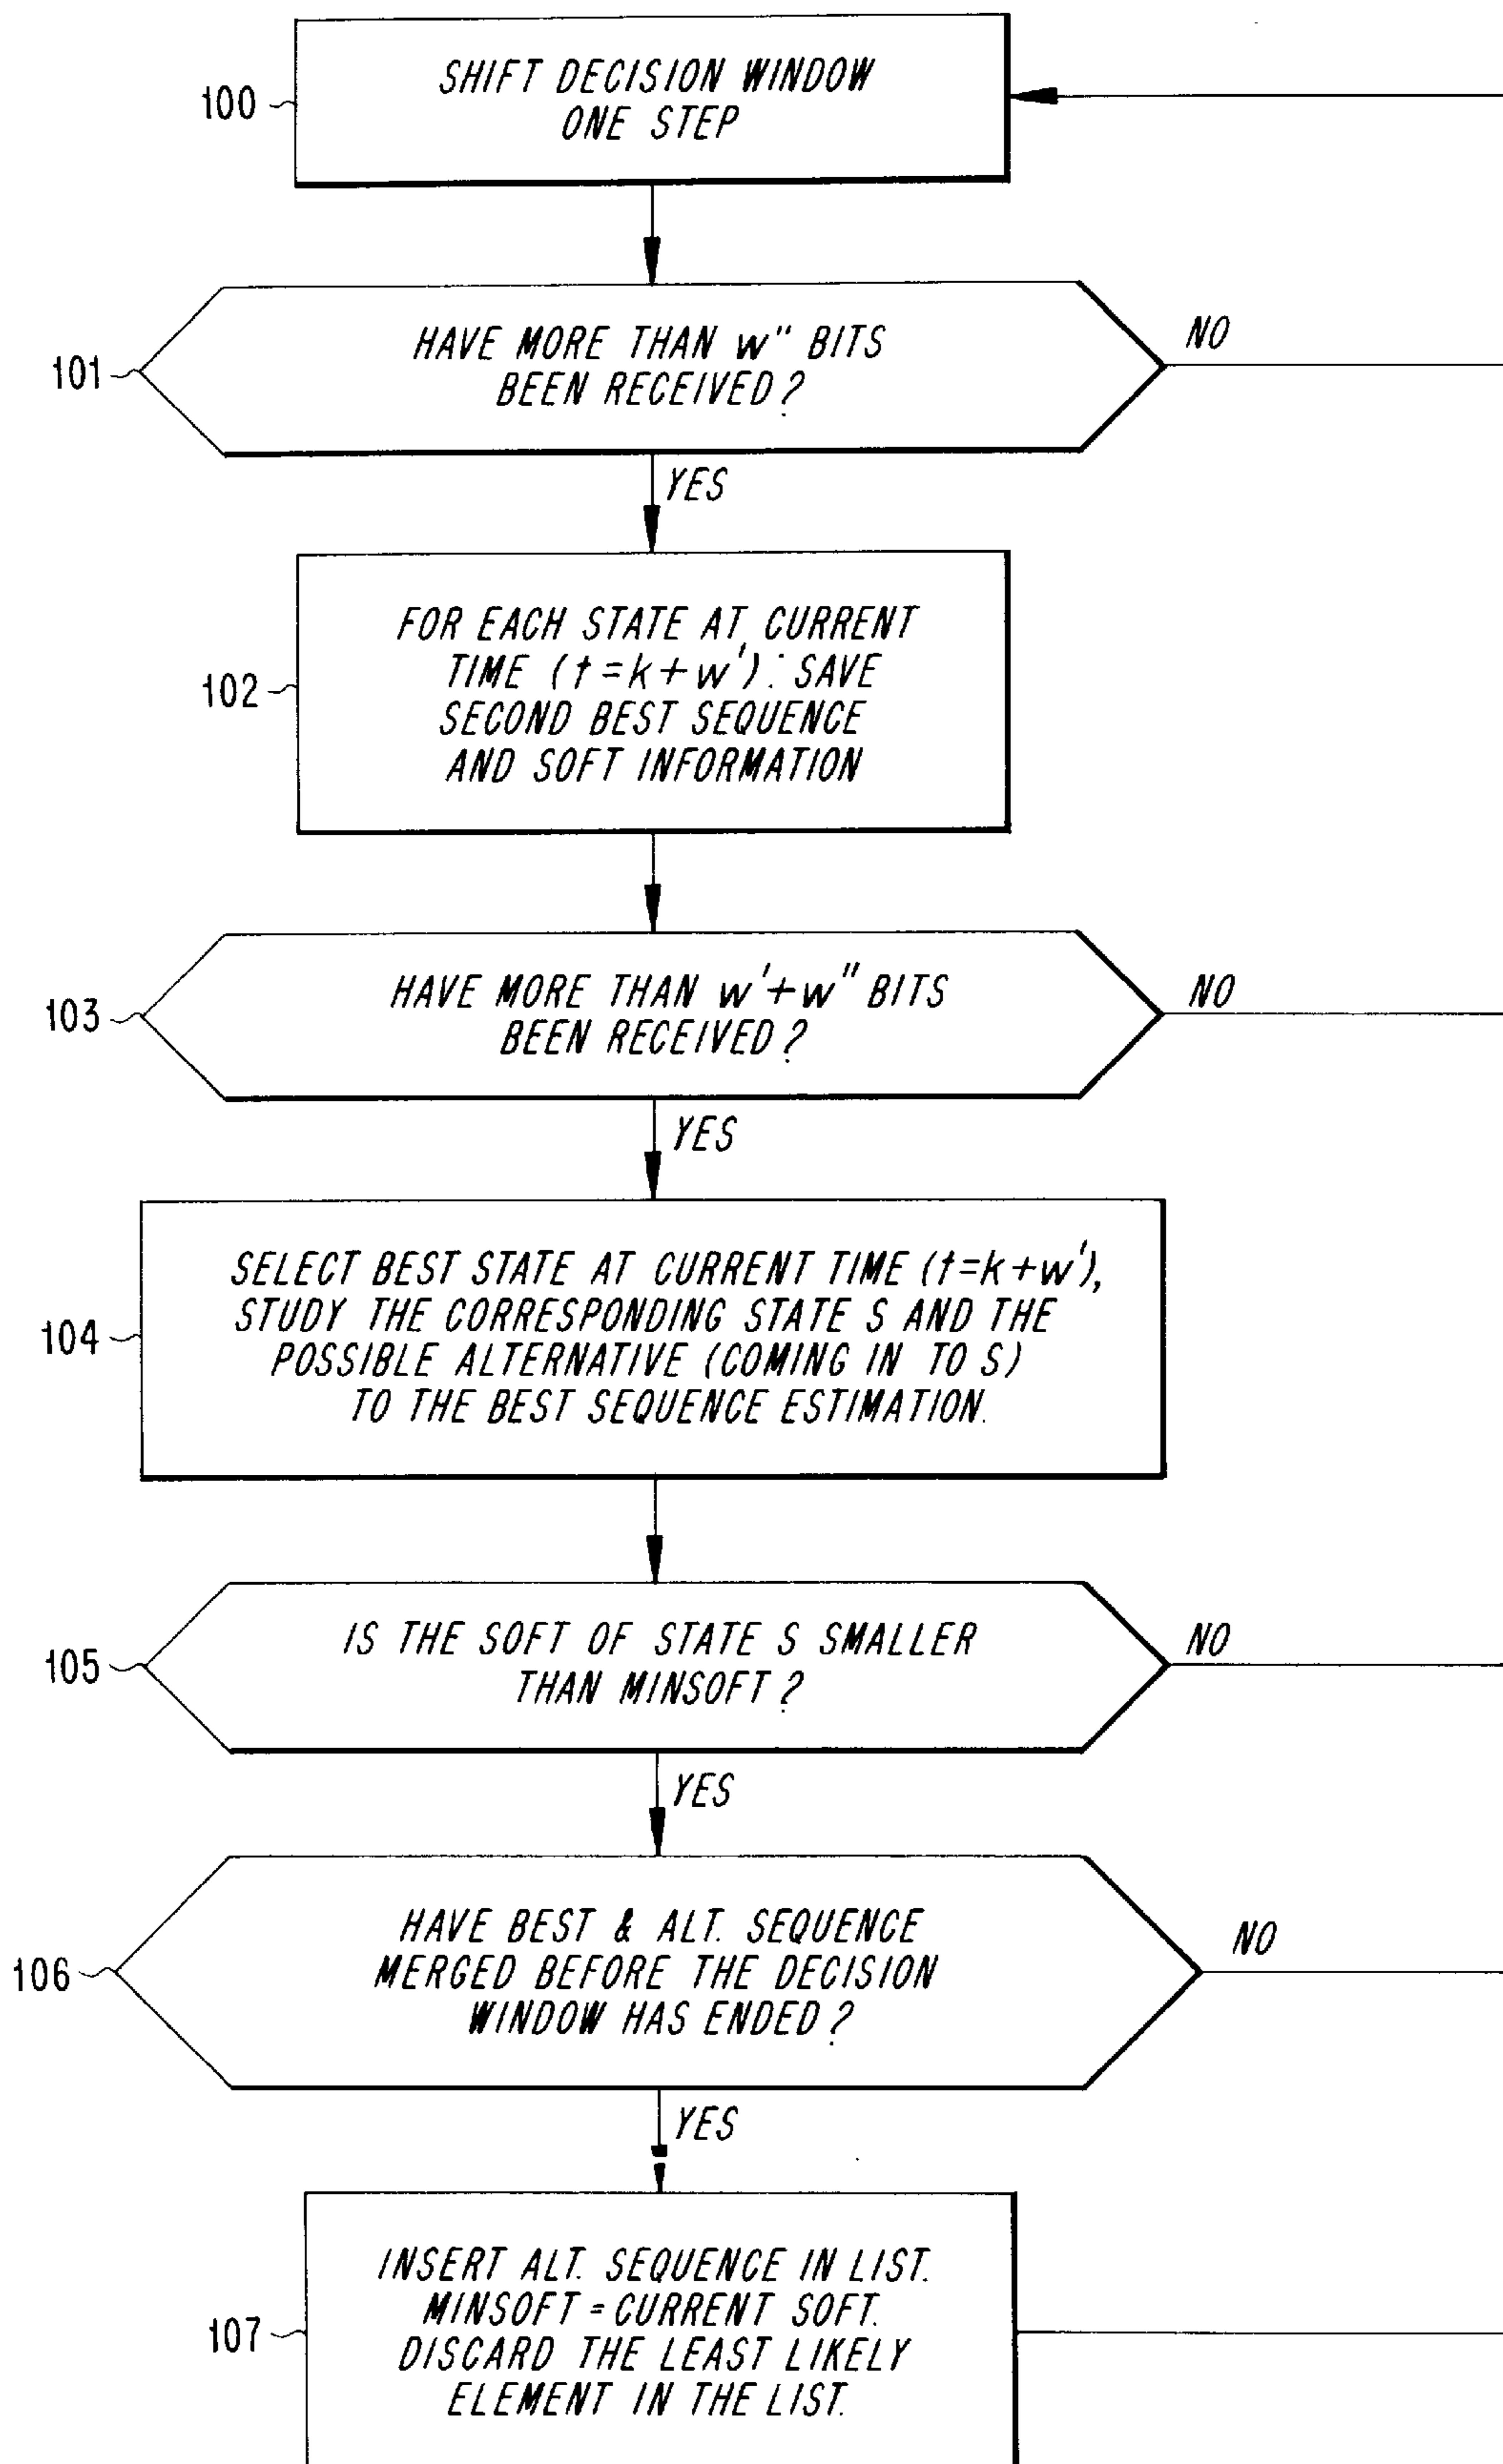 SHIFT DECISION WINDOW
ONE STEP
100
HAVE MORE THAN w" BITS
BEEN RECEIVED?
101
NO
YES
FOR EACH STATE AT CURRENT
TIME (t=k+w'): SAVE
SECOND BEST SEQUENCE
AND SOFT INFORMATION
102
HAVE MORE THAN w'+w" BITS
BEEN RECEIVED?
103
NO
YES
SELECT BEST STATE AT CURRENT TIME (t=k+w'),
STUDY THE CORRESPONDING STATE S AND THE
POSSIBLE ALTERNATIVE (COMING IN TO S)
TO THE BEST SEQUENCE ESTIMATION.
104
IS THE SOFT OF STATE S SMALLER
THAN MINSOFT?
105
NO
YES
HAVE BEST & ALT. SEQUENCE
MERGED BEFORE THE DECISION
WINDOW HAS ENDED?
106
NO
YES
INSERT ALT. SEQUENCE IN LIST.
MINSOFT = CURRENT SOFT.
DISCARD THE LEAST LIKELY
ELEMENT IN THE LIST.
107